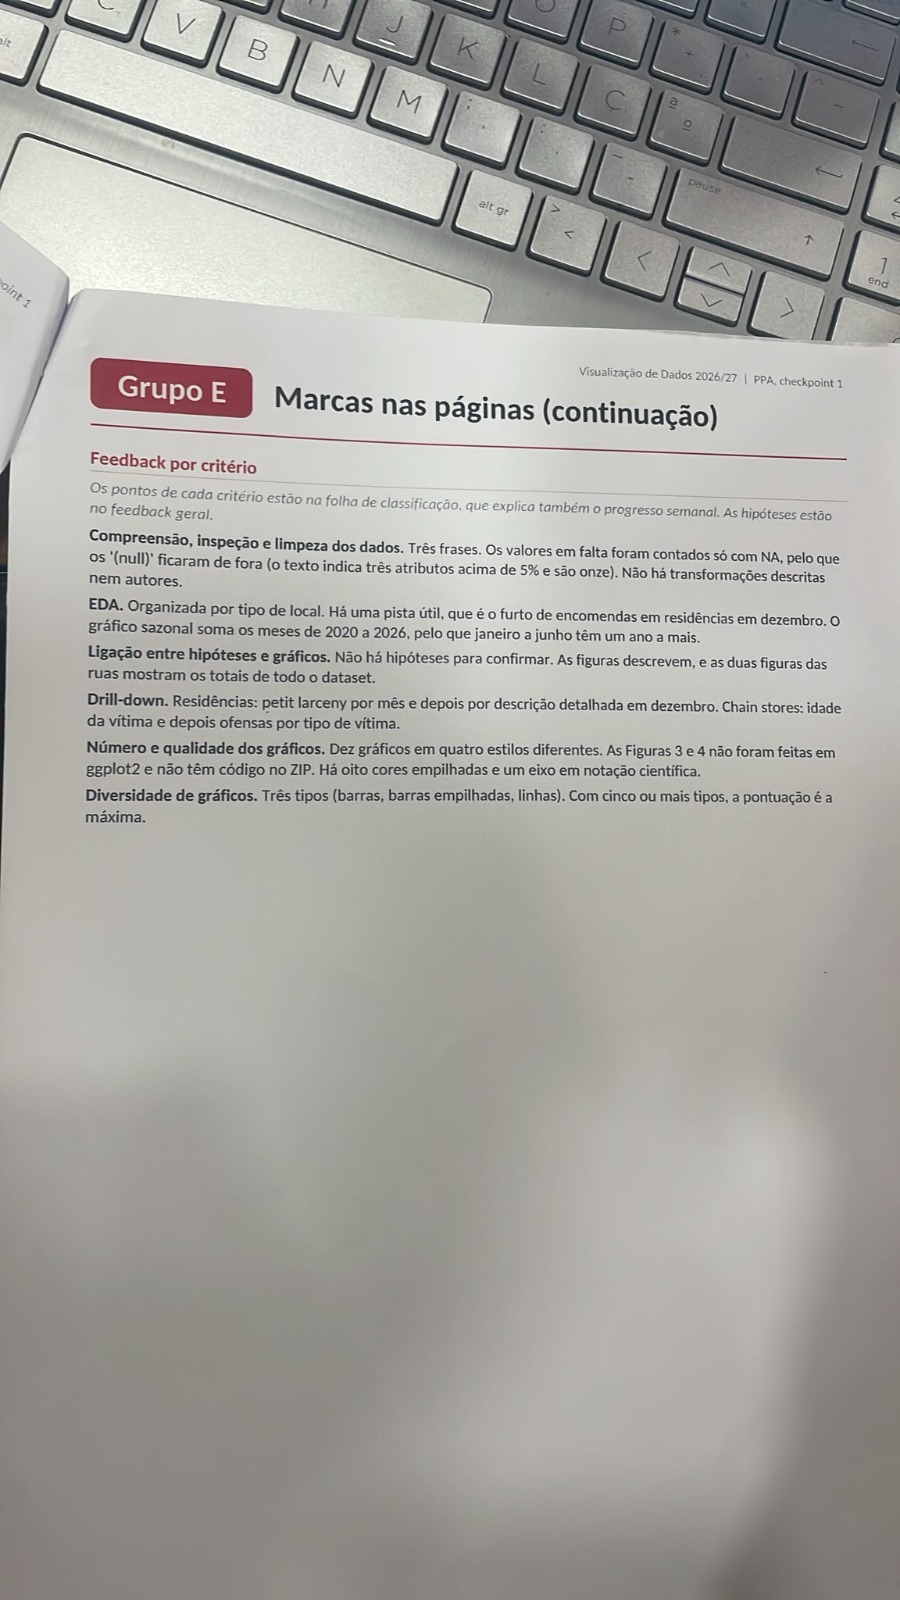 C
V
B
N
J
M
K
L
P
Ç
ª
º
pause
alt gr
end
oint 1
Visualização de Dados 2026/27 | PPA, checkpoint 1
Grupo E
Marcas nas páginas (continuação)
Feedback por critério
Os pontos de cada critério estão na folha de classificação, que explica também o progresso semanal. As hipóteses estão
no feedback geral.
Compreensão, inspeção e limpeza dos dados. Três frases. Os valores em falta foram contados só com NA, pelo que
os '(null)' ficaram de fora (o texto indica três atributos acima de 5% e são onze). Não há transformações descritas
nem autores.
EDA. Organizada por tipo de local. Há uma pista útil, que é o furto de encomendas em residências em dezembro. O
gráfico sazonal soma os meses de 2020 a 2026, pelo que janeiro a junho têm um ano a mais.
Ligação entre hipóteses e gráficos. Não há hipóteses para confirmar. As figuras descrevem, e as duas figuras das
ruas mostram os totais de todo o dataset.
Drill-down. Residências: petit larceny por mês e depois por descrição detalhada em dezembro. Chain stores: idade
da vítima e depois ofensas por tipo de vítima.
Número e qualidade dos gráficos. Dez gráficos em quatro estilos diferentes. As Figuras 3 e 4 não foram feitas em
ggplot2 e não têm código no ZIP. Há oito cores empilhadas e um eixo em notação científica.
Diversidade de gráficos. Três tipos (barras, barras empilhadas, linhas). Com cinco ou mais tipos, a pontuação é a
máxima.